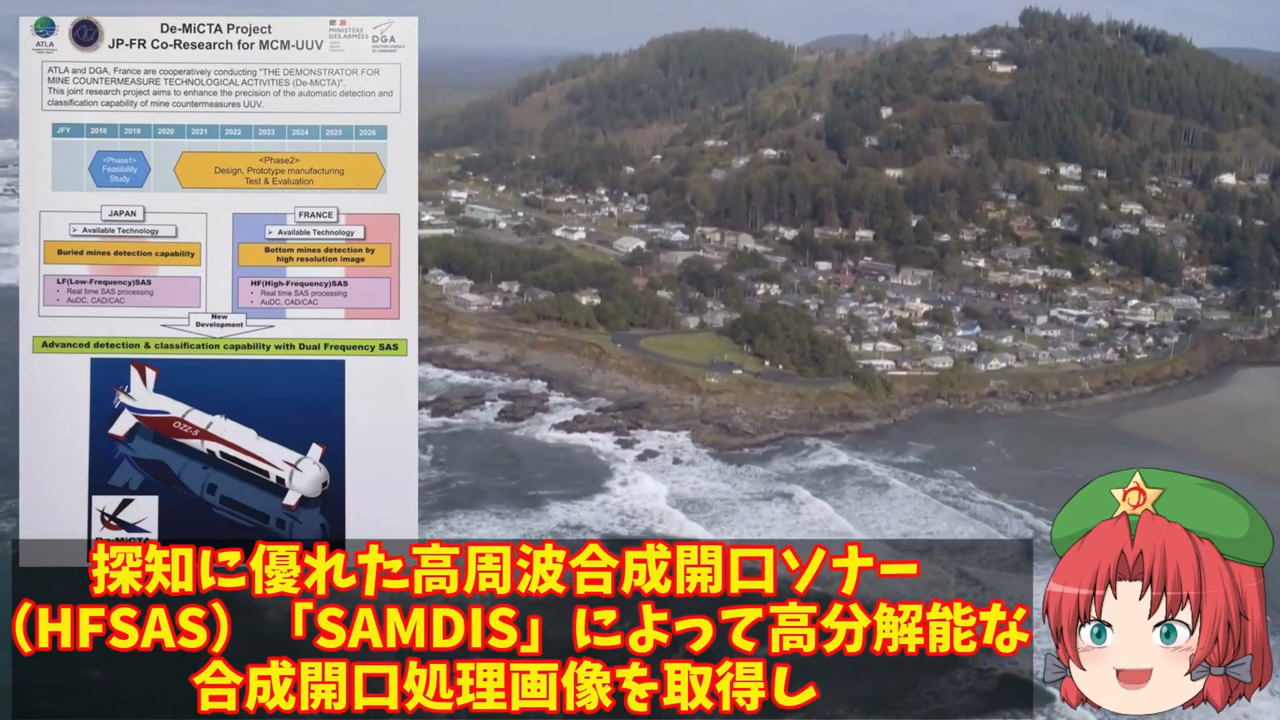 De-MiCTA Project
JP-FR Co-Research for MCM-UUV
ATLA
MINISTÈRE
DES ARMÉES
DGA
ATLA and DGA, France are cooperatively conducting "THE DEMONSTRATOR FOR
MINE COUNTERMEASURE TECHNOLOGICAL ACTIVITIES (De-MiCTA)".
This joint research project aims to enhance the precision of the automatic detection and
classification capability of mine countermeasures UUV.
JFY 2018 2019 2020 2021 2022 2023 2024 2025 2026
<Phase1>
Feasibility
Study
<Phase2>
Design, Prototype manufacturing
Test & Evaluation
JAPAN
➢ Available Technology
Buried mines detection capability
LF(Low-Frequency)SAS
• Real time SAS processing
• AuDC, CAD/CAC
FRANCE
➢ Available Technology
Bottom mines detection by
high resolution image
HF(High-Frequency)SAS
• Real time SAS processing
• AuDC, CAD/CAC
New
Development
Advanced detection & classification capability with Dual Frequency SAS
OZZ-5
De-MiCTA
探知に優れた高周波合成開口ソナー
（HFSAS）「SAMDIS」によって高分解能な
合成開口処理画像を取得し
ゆ